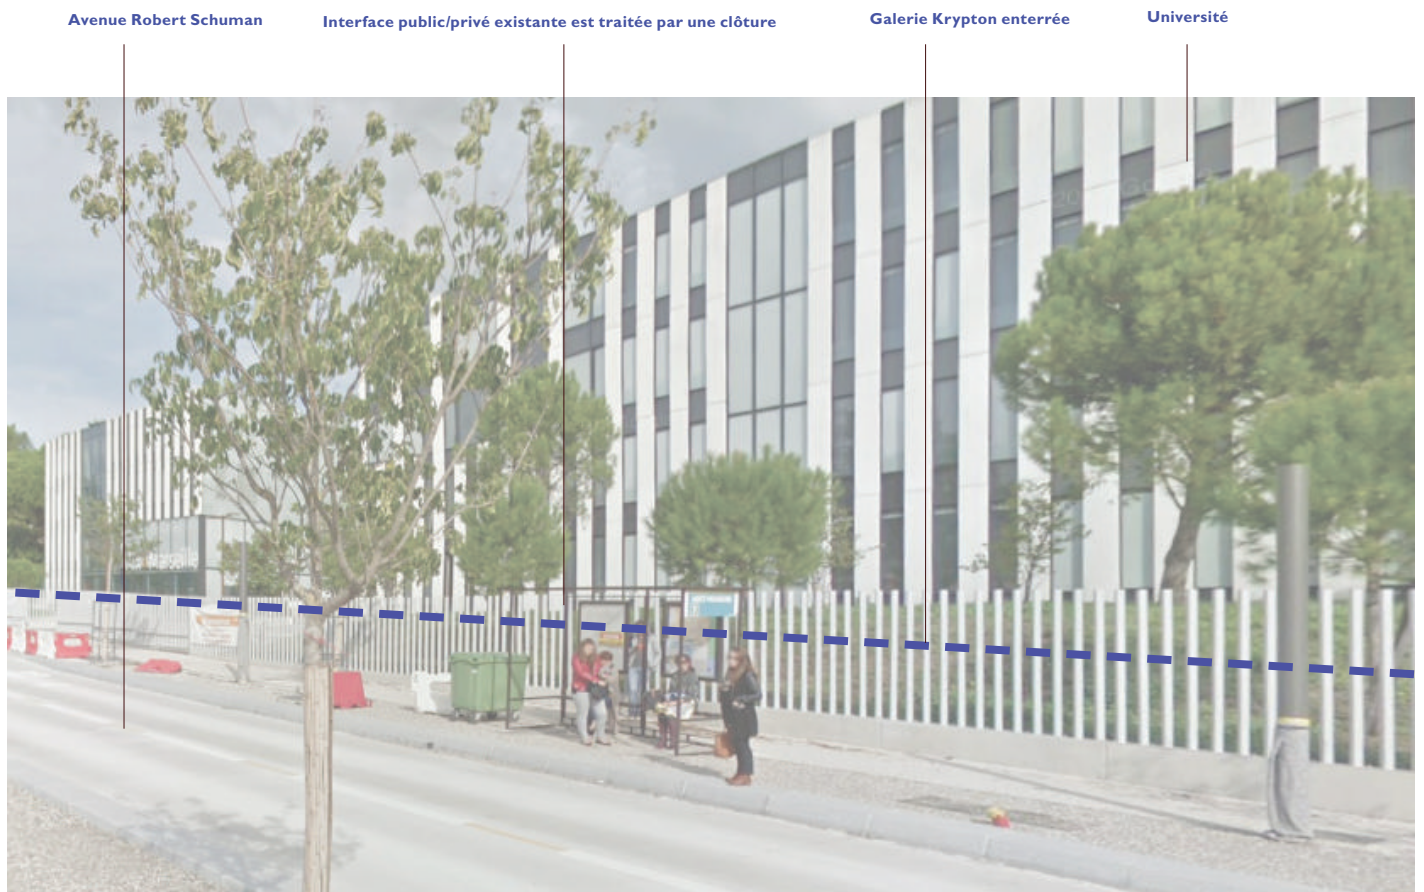 Avenue Robert Schuman
Interface public/privé existante est traitée par une clôture
Galerie Krypton enterrée
Université